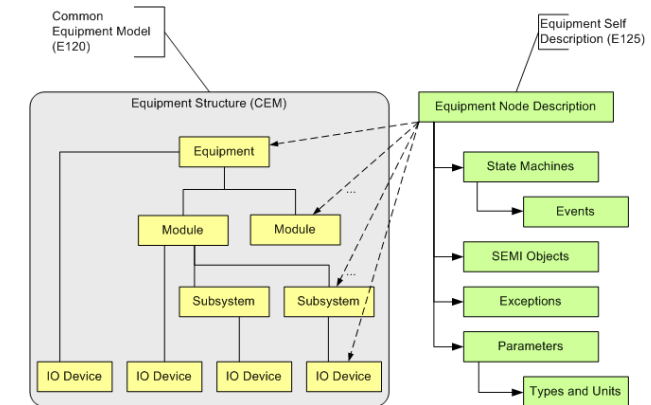 Common
Equipment Model
(E120)
Equipment Self
Description (E125)
Equipment Structure (CEM)
Equipment Node Description
Equipment
State Machines
...
Events
Module
Module
SEMI Objects
...
Subsystem
Subsystem
Exceptions
Parameters
IO Device
IO Device
IO Device
IO Device
Types and Units